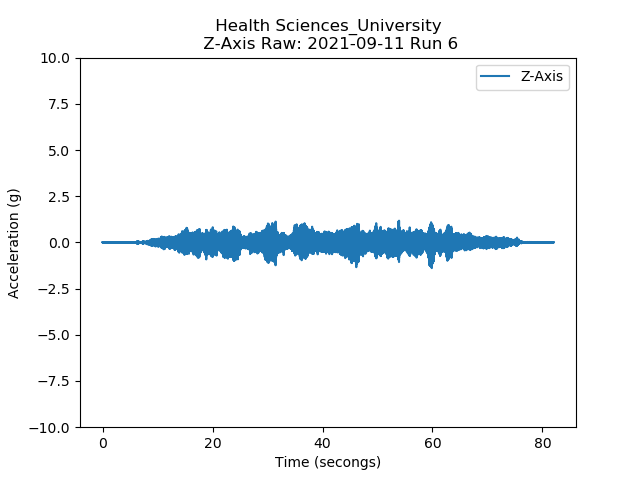 Health Sciences_University
Z-Axis Raw: 2021-09-11 Run 6
Z-Axis
10.0
7.5
5.0
2.5
0.0
−2.5
−5.0
−7.5
−10.0
Acceleration (g)
0 20 40 60 80
Time (seconds)